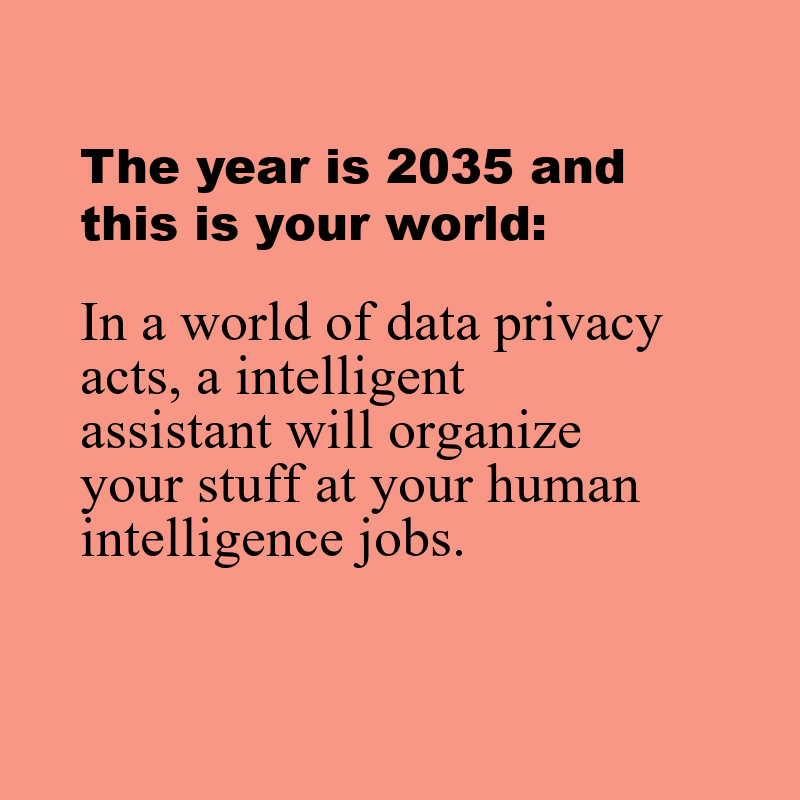 The year is 2035 and
this is your world:
In a world of data privacy
acts, a intelligent
assistant will organize
your stuff at your human
intelligence jobs.